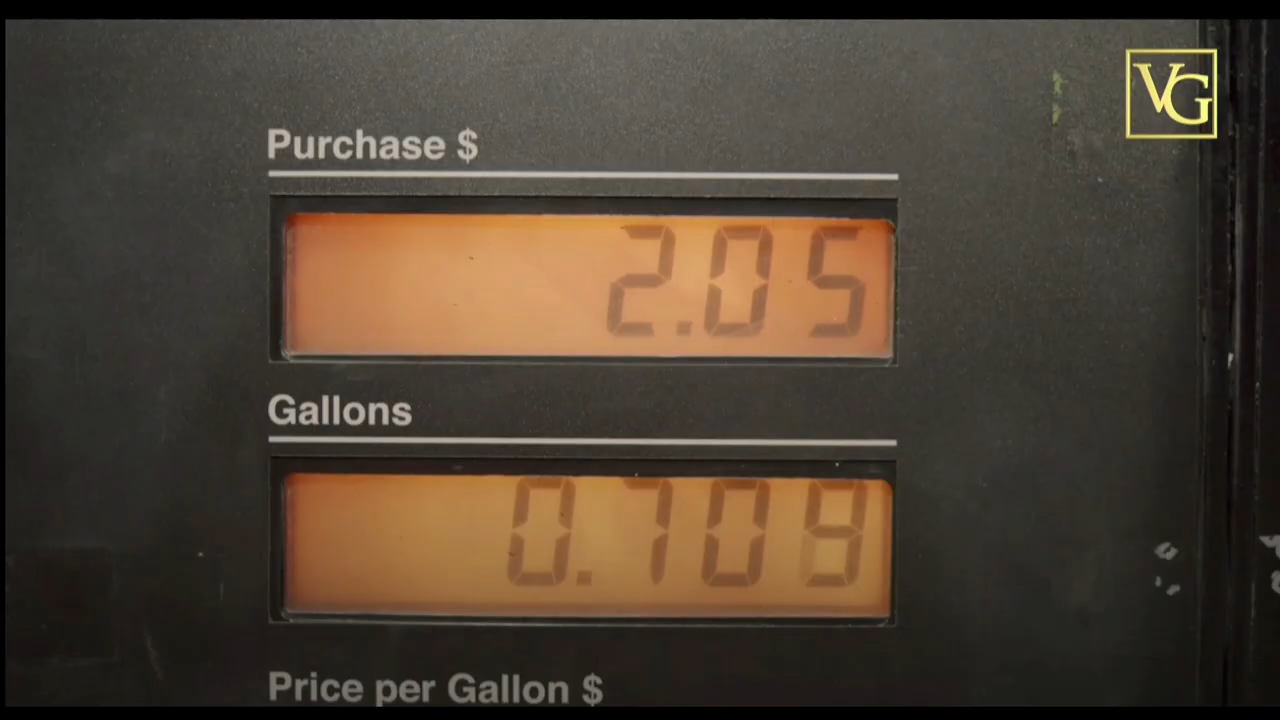 VG
Purchase $
2.05
Gallons
0.709
Price per Gallon $